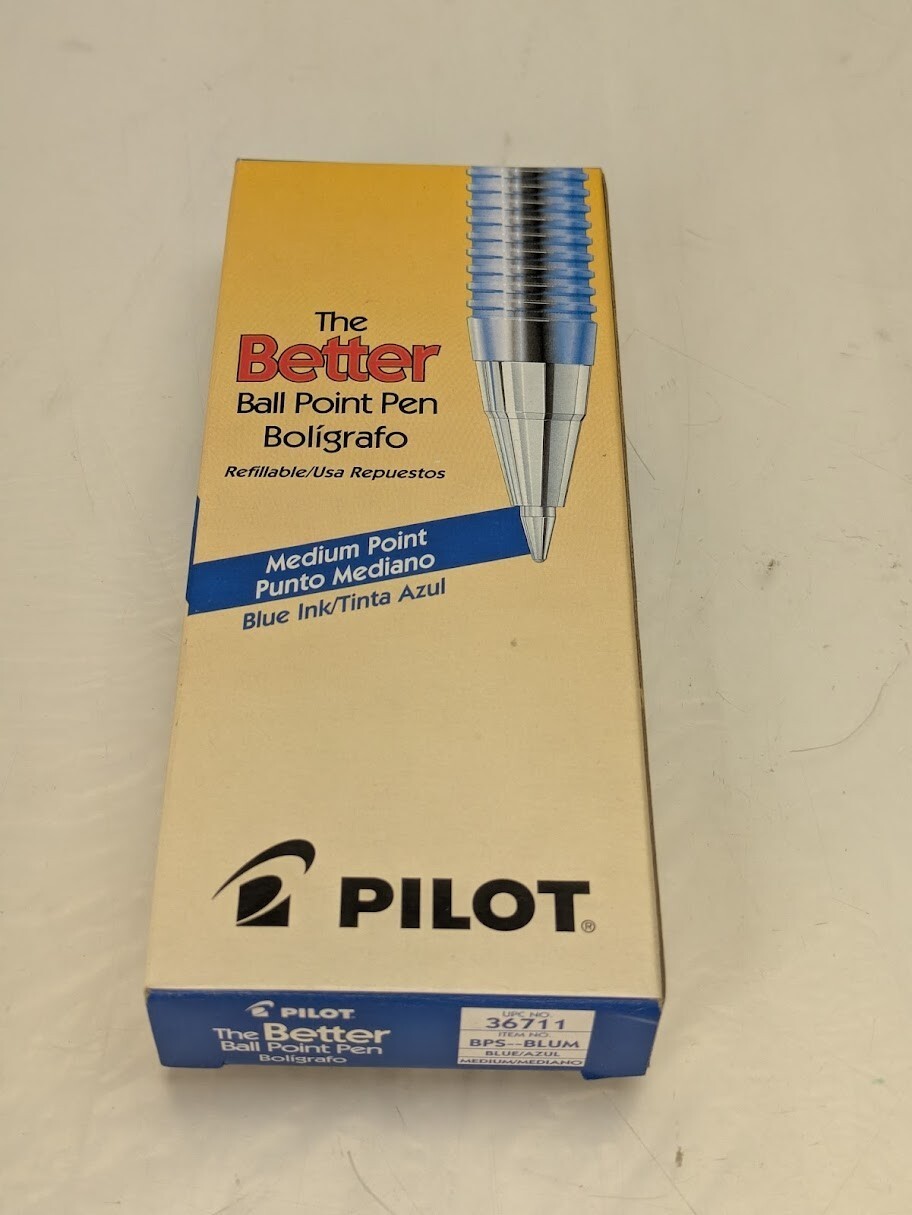 The
Better
Ball Point Pen
Bolígrafo
Refillable/Usa Repuestos
Medium Point
Punto Mediano
Blue Ink/Tinta Azul
PILOT®
PILOT
The Better
Ball Point Pen
Bolígrafo
UPC NO.
36711
ITEM NO.
BPS--BLUM
BLUE/AZUL
MEDIUM/MEDIANO